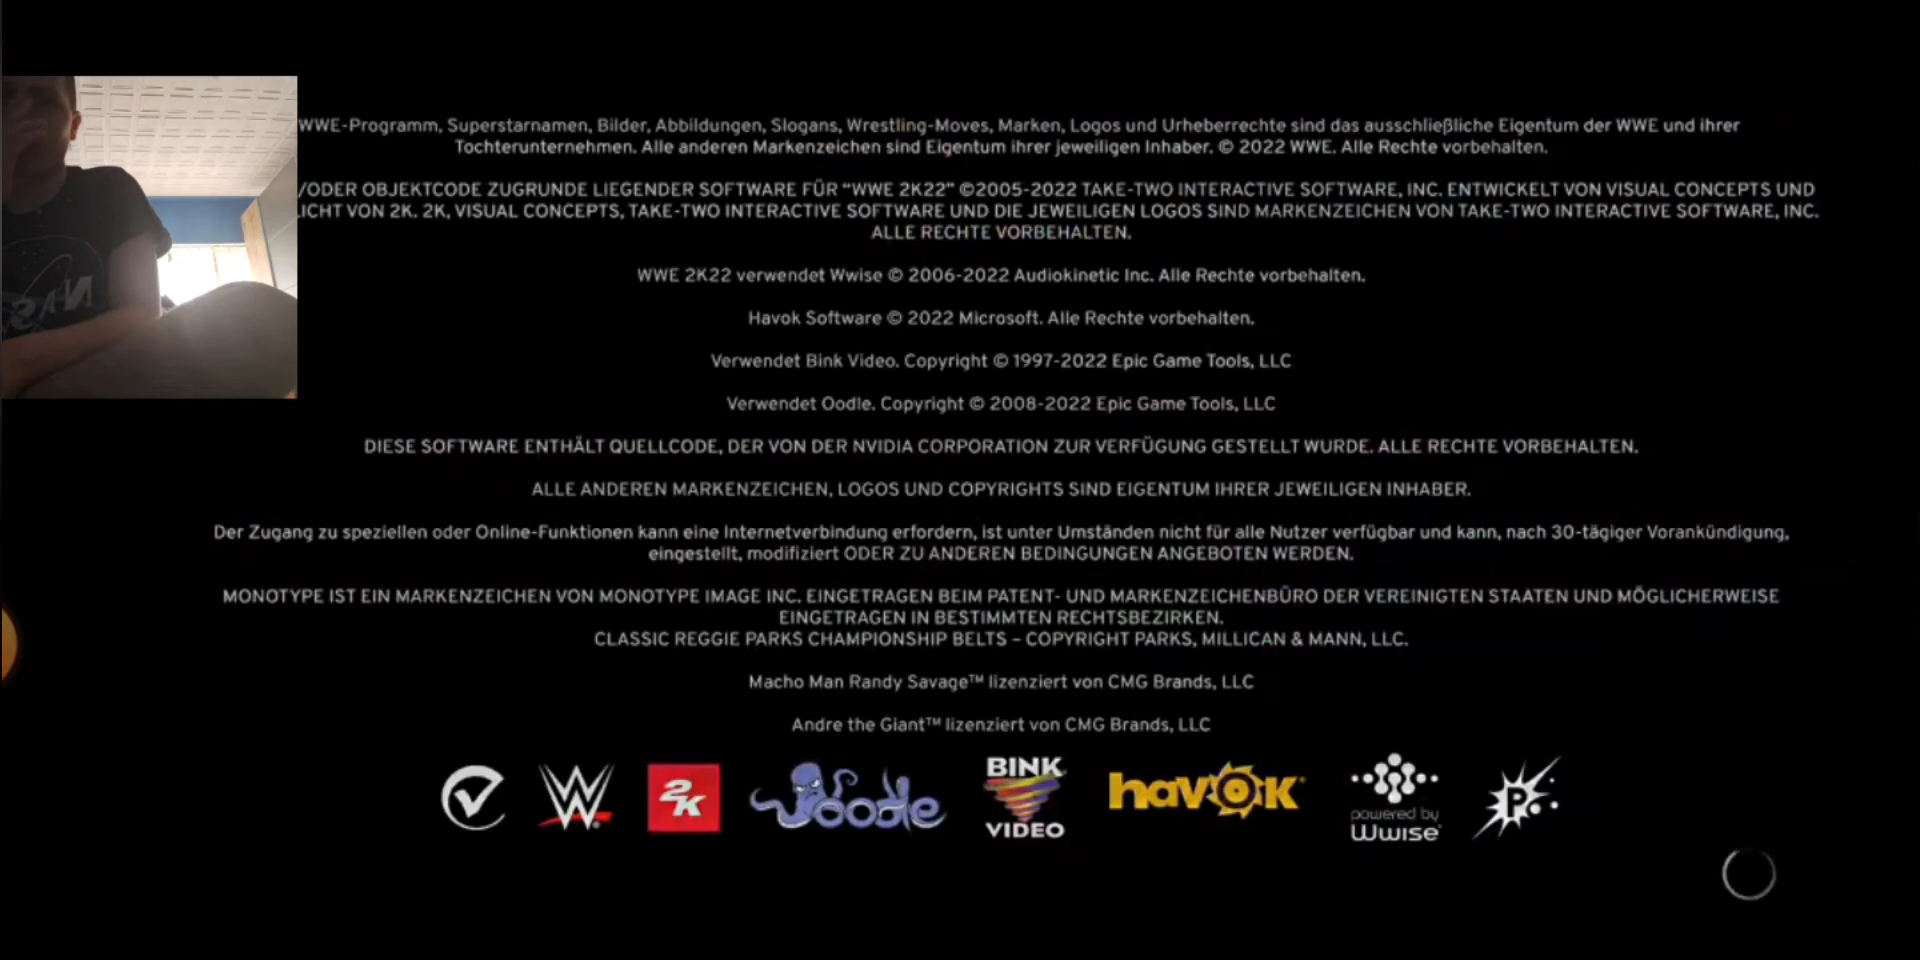 WWE-Programm, Superstarnamen, Bilder, Abbildungen, Slogans, Wrestling-Moves, Marken, Logos und Urheberrechte sind das ausschließliche Eigentum der WWE und ihrer
Tochterunternehmen. Alle anderen Markenzeichen sind Eigentum ihrer jeweiligen Inhaber. © 2022 WWE. Alle Rechte vorbehalten.
/ODER OBJEKTCODE ZUGRUNDE LIEGENDER SOFTWARE FÜR “WWE 2K22” ©2005-2022 TAKE-TWO INTERACTIVE SOFTWARE, INC. ENTWICKELT VON VISUAL CONCEPTS UND
ICHT VON 2K. 2K, VISUAL CONCEPTS, TAKE-TWO INTERACTIVE SOFTWARE UND DIE JEWEILIGEN LOGOS SIND MARKENZEICHEN VON TAKE-TWO INTERACTIVE SOFTWARE, INC.
ALLE RECHTE VORBEHALTEN.
WWE 2K22 verwendet Wwise © 2006-2022 Audiokinetic Inc. Alle Rechte vorbehalten.
Havok Software © 2022 Microsoft. Alle Rechte vorbehalten.
Verwendet Bink Video. Copyright © 1997-2022 Epic Game Tools, LLC
Verwendet Oodle. Copyright © 2008-2022 Epic Game Tools, LLC
DIESE SOFTWARE ENTHÄLT QUELLCODE, DER VON DER NVIDIA CORPORATION ZUR VERFÜGUNG GESTELLT WURDE. ALLE RECHTE VORBEHALTEN.
ALLE ANDEREN MARKENZEICHEN, LOGOS UND COPYRIGHTS SIND EIGENTUM IHRER JEWEILIGEN INHABER.
Der Zugang zu speziellen oder Online-Funktionen kann eine Internetverbindung erfordern, ist unter Umständen nicht für alle Nutzer verfügbar und kann, nach 30-tägiger Vorankündigung,
eingestellt, modifiziert ODER ZU ANDEREN BEDINGUNGEN ANGEBOTEN WERDEN.
MONOTYPE IST EIN MARKENZEICHEN VON MONOTYPE IMAGE INC. EINGETRAGEN BEIM PATENT- UND MARKENZEICHENBÜRO DER VEREINIGTEN STAATEN UND MÖGLICHERWEISE
EINGETRAGEN IN BESTIMMTEN RECHTSBEZIRKEN.
CLASSIC REGGIE PARKS CHAMPIONSHIP BELTS – COPYRIGHT PARKS, MILLICAN & MANN, LLC.
Macho Man Randy Savage™ lizenziert von CMG Brands, LLC
Andre the Giant™ lizenziert von CMG Brands, LLC
W 2K oodle BINK VIDEO havok powered by Wwise P
NASA